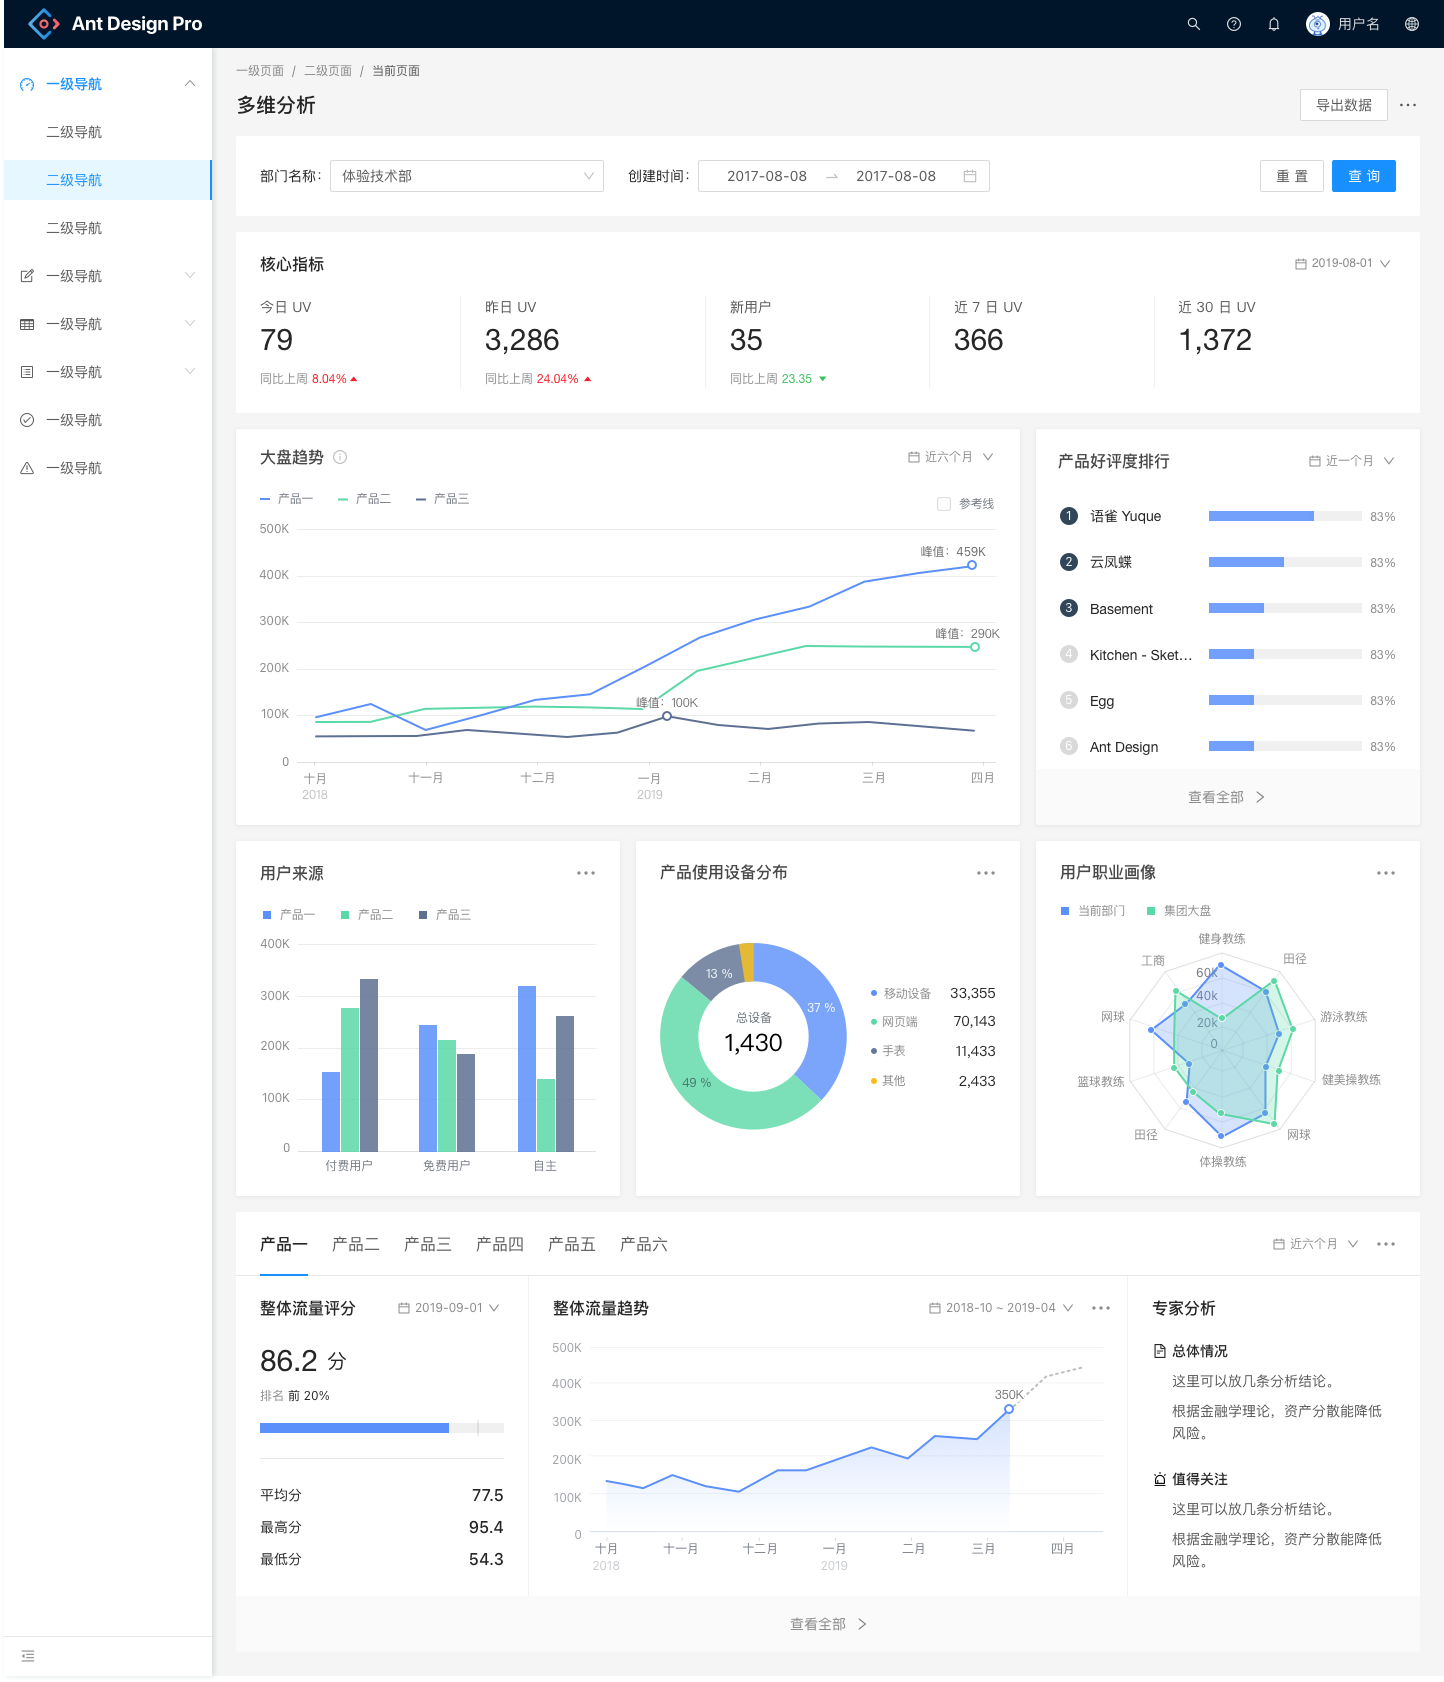 Ant Design Pro
用户名
一级导航
二级导航
二级导航
二级导航
一级导航
一级导航
一级导航
一级导航
一级导航
一级页面 / 二级页面 / 当前页面
多维分析
导出数据
部门名称: 体验技术部
创建时间: 2017-08-08 2017-08-08
重 置
查 询
核心指标
2019-08-01
今日 UV
79
同比上周 8.04%
昨日 UV
3,286
同比上周 24.04%
新用户
35
同比上周 23.35
近 7 日 UV
366
近 30 日 UV
1,372
大盘趋势
近六个月
产品一 产品二 产品三
参考线
500K
400K
300K
200K
100K
0
峰值: 459K
峰值: 290K
峰值: 100K
十月 十一月 十二月 一月 二月 三月 四月
2018 2019
产品好评度排行
近一个月
1 语雀 Yuque 83%
2 云凤蝶 83%
3 Basement 83%
4 Kitchen - Sket... 83%
5 Egg 83%
6 Ant Design 83%
查看全部
用户来源
产品一 产品二 产品三
400K
300K
200K
100K
0
付费用户 免费用户 自主
产品使用设备分布
13 %
37 %
49 %
总设备
1,430
移动设备 33,355
网页端 70,143
手表 11,433
其他 2,433
用户职业画像
当前部门 集团大盘
健身教练
田径
游泳教练
健美操教练
网球
体操教练
田径
篮球教练
网球
工商
60K
40k
20k
0
产品一 产品二 产品三 产品四 产品五 产品六
近六个月
整体流量评分
2019-09-01
86.2 分
排名 前 20%
平均分 77.5
最高分 95.4
最低分 54.3
整体流量趋势
2018-10 ~ 2019-04
500K
400K
300K
200K
100K
0
350K
十月 十一月 十二月 一月 二月 三月 四月
2018 2019
专家分析
总体情况
这里可以放几条分析结论。
根据金融学理论，资产分散能降低
风险。
值得关注
这里可以放几条分析结论。
根据金融学理论，资产分散能降低
风险。
查看全部